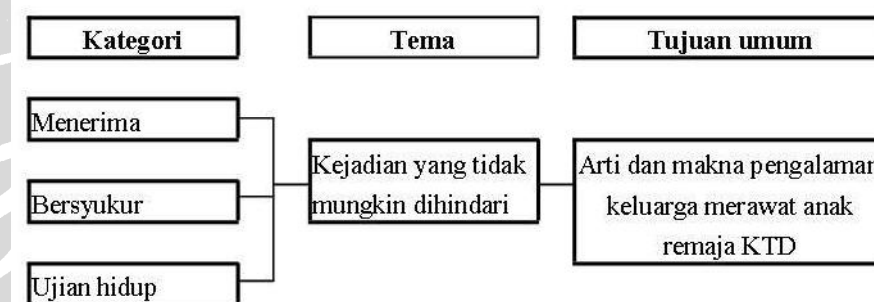 Kategori
Tema
Tujuan umum
Menerima
Bersyukur
Ujian hidup
Kejadian yang tidak
mungkin dihindari
Arti dan makna pengalaman
keluarga merawat anak
remaja KTD